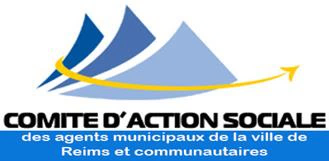 COMITE D'ACTION SOCIALE
des agents municipaux de la ville de
Reims et communautaires